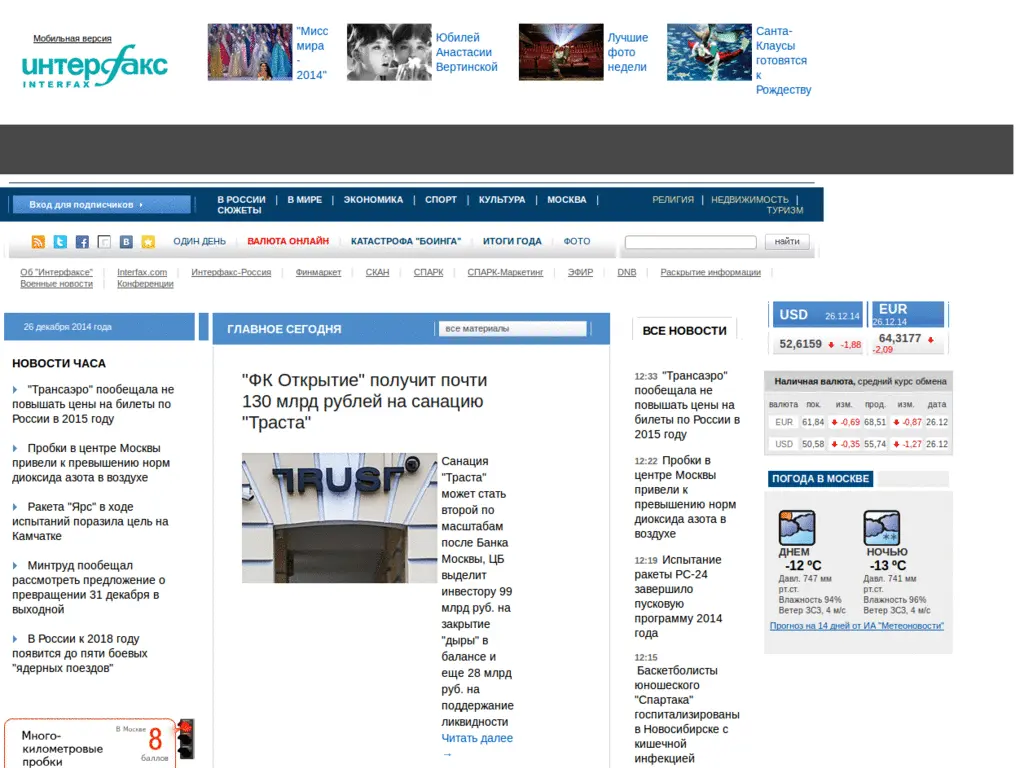 Мобильная версия
интерфакс
INTERFAX
"Мисс
мира
-
2014"
Юбилей
Анастасии
Вертинской
Лучшие
фото
недели
Санта-
Клаусы
готовятся
к
Рождеству
Вход для подписчиков
В РОССИИ | В МИРЕ | ЭКОНОМИКА | СПОРТ | КУЛЬТУРА | МОСКВА |
СЮЖЕТЫ
РЕЛИГИЯ | НЕДВИЖИМОСТЬ |
ТУРИЗМ
ОДИН ДЕНЬ | ВАЛЮТА ОНЛАЙН | КАТАСТРОФА "БОИНГА" | ИТОГИ ГОДА | ФОТО
найти
Об "Интерфаксе" | Interfax.com | Интерфакс-Россия | Финмаркет | СКАН | СПАРК | СПАРК-Маркетинг | ЭФИР | DNB | Раскрытие информации |
Военные новости | Конференции
26 декабря 2014 года
НОВОСТИ ЧАСА
"Трансаэро" пообещала не
повышать цены на билеты по
России в 2015 году
Пробки в центре Москвы
привели к превышению норм
диоксида азота в воздухе
Ракета "Ярс" в ходе
испытаний поразила цель на
Камчатке
Минтруд пообещал
рассмотреть предложение о
превращении 31 декабря в
выходной
В России к 2018 году
появится до пяти боевых
"ядерных поездов"
Много-
километровые
пробки
В Москве
8
баллов
ГЛАВНОЕ СЕГОДНЯ
все материалы
"ФК Открытие" получит почти
130 млрд рублей на санацию
"Траста"
TRUST
Санация
"Траста"
может стать
второй по
масштабам
после Банка
Москвы, ЦБ
выделит
инвестору 99
млрд руб. на
закрытие
"дыры" в
балансе и
еще 28 млрд
руб. на
поддержание
ликвидности
Читать далее
→
ВСЕ НОВОСТИ
12:33 "Трансаэро"
пообещала не
повышать цены на
билеты по России в
2015 году
12:22 Пробки в
центре Москвы
привели к
превышению норм
диоксида азота в
воздухе
12:19 Испытание
ракеты РС-24
завершило
пусковую
программу 2014
года
12:15
Баскетболисты
юношеского
"Спартака"
госпитализированы
в Новосибирске с
кишечной
инфекцией
USD 26.12.14
52,6159 -1,88
EUR
26.12.14
64,3177
-2,09
Наличная валюта, средний курс обмена
валюта пок. изм. прод. изм. дата
EUR 61,84 -0,69 68,51 -0,87 26.12
USD 50,58 -0,35 55,74 -1,27 26.12
ПОГОДА В МОСКВЕ
ДНЕМ
-12 ºC
Давл. 747 мм
рт.ст.
Влажность 94%
Ветер ЗСЗ, 4 м/с
НОЧЬЮ
-13 ºC
Давл. 741 мм
рт.ст.
Влажность 96%
Ветер ЗСЗ, 4 м/с
Прогноз на 14 дней от ИА "Метеоновости"